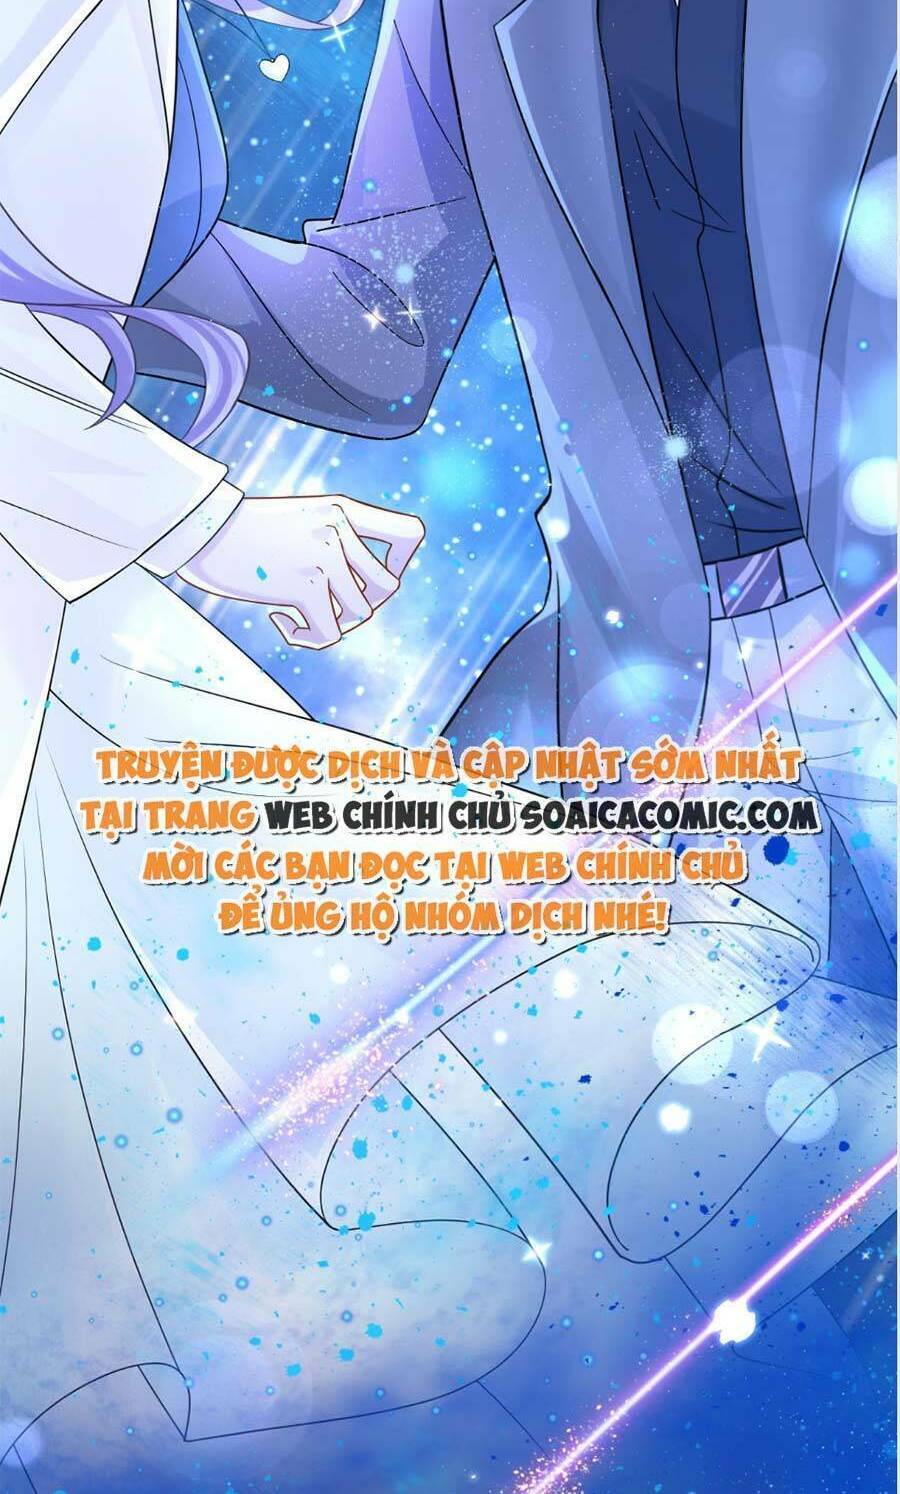 TRUYỆN ĐƯỢC DỊCH VÀ CẬP NHẬT SỚM NHẤT
TẠI TRANG WEB CHÍNH CHỦ SOAICACOMIC.COM
MỜI CÁC BẠN ĐỌC TẠI WEB CHÍNH CHỦ
ĐỂ ỦNG HỘ NHÓM DỊCH NHÉ!